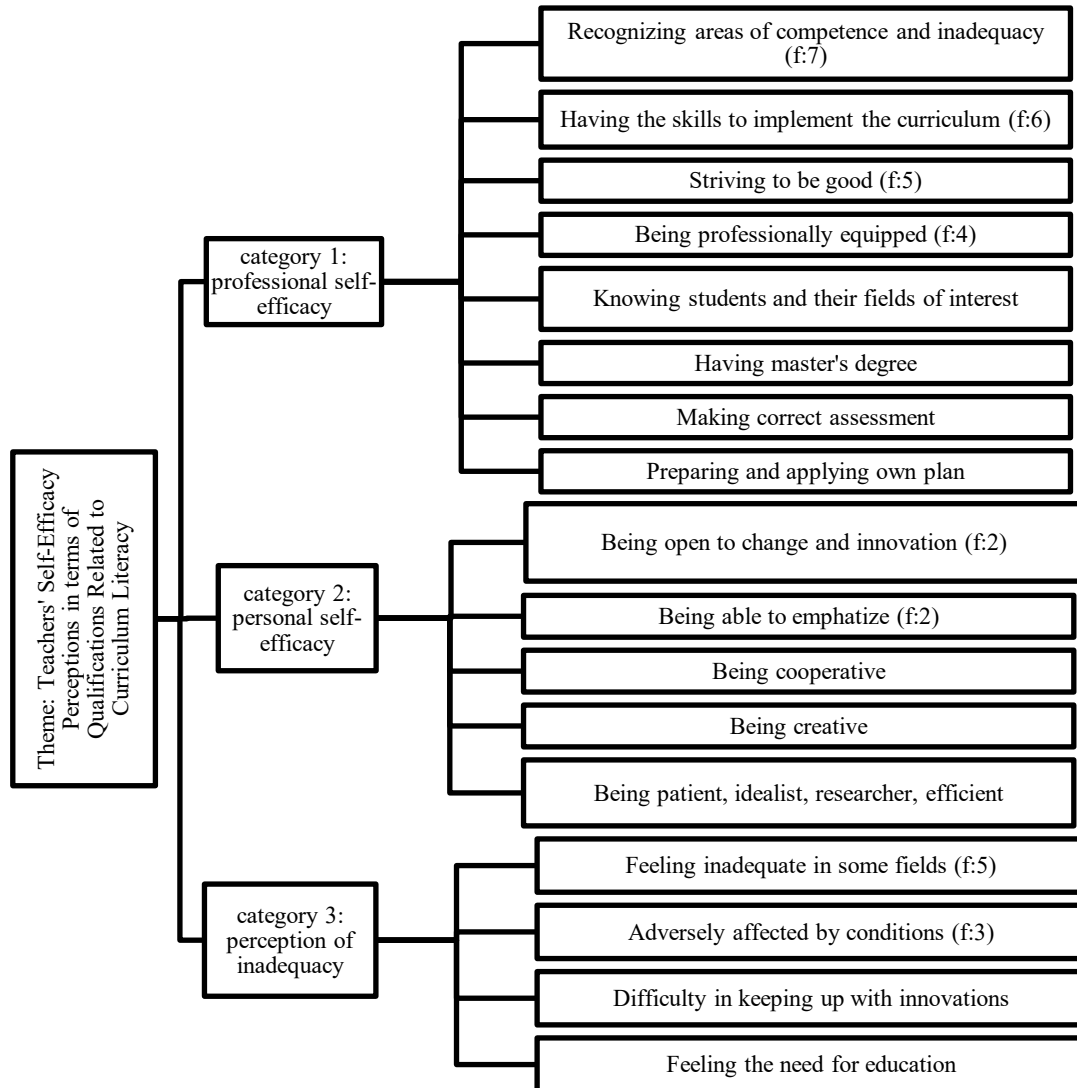 Theme: Teachers' Self-Efficacy
Perceptions in terms of
Qualifications Related to
Curriculum Literacy
category 1:
professional self-
efficacy
Recognizing areas of competence and inadequacy
(f:7)
Having the skills to implement the curriculum (f:6)
Striving to be good (f:5)
Being professionally equipped (f:4)
Knowing students and their fields of interest
Having master's degree
Making correct assessment
Preparing and applying own plan
category 2:
personal self-
efficacy
Being open to change and innovation (f:2)
Being able to emphatize (f:2)
Being cooperative
Being creative
Being patient, idealist, researcher, efficient
category 3:
perception of
inadequacy
Feeling inadequate in some fields (f:5)
Adversely affected by conditions (f:3)
Difficulty in keeping up with innovations
Feeling the need for education